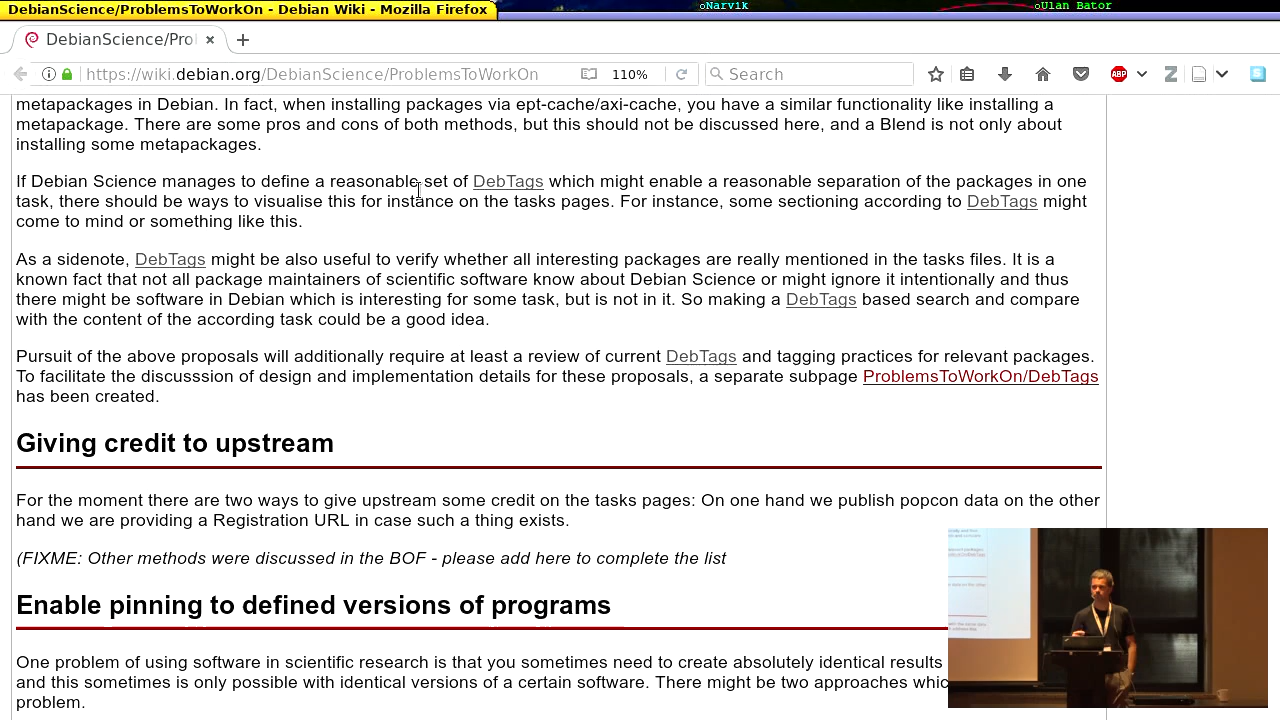 DebianScience/ProblemsToWorkOn - Debian Wiki - Mozilla Firefox
Narvik
Ulan Bator
DebianScience/Pro
https://wiki.debian.org/DebianScience/ProblemsToWorkOn
110%
Search
ABP
metapackages in Debian. In fact, when installing packages via ept-cache/axi-cache, you have a similar functionality like installing a
metapackage. There are some pros and cons of both methods, but this should not be discussed here, and a Blend is not only about
installing some metapackages.
If Debian Science manages to define a reasonable set of DebTags which might enable a reasonable separation of the packages in one
task, there should be ways to visualise this for instance on the tasks pages. For instance, some sectioning according to DebTags might
come to mind or something like this.
As a sidenote, DebTags might be also useful to verify whether all interesting packages are really mentioned in the tasks files. It is a
known fact that not all package maintainers of scientific software know about Debian Science or might ignore it intentionally and thus
there might be software in Debian which is interesting for some task, but is not in it. So making a DebTags based search and compare
with the content of the according task could be a good idea.
Pursuit of the above proposals will additionally require at least a review of current DebTags and tagging practices for relevant packages.
To facilitate the discusssion of design and implementation details for these proposals, a separate subpage ProblemsToWorkOn/DebTags
has been created.
Giving credit to upstream
For the moment there are two ways to give upstream some credit on the tasks pages: On one hand we publish popcon data on the other
hand we are providing a Registration URL in case such a thing exists.
(FIXME: Other methods were discussed in the BOF - please add here to complete the list
Enable pinning to defined versions of programs
One problem of using software in scientific research is that you sometimes need to create absolutely identical results
and this sometimes is only possible with identical versions of a certain software. There might be two approaches whic
problem.